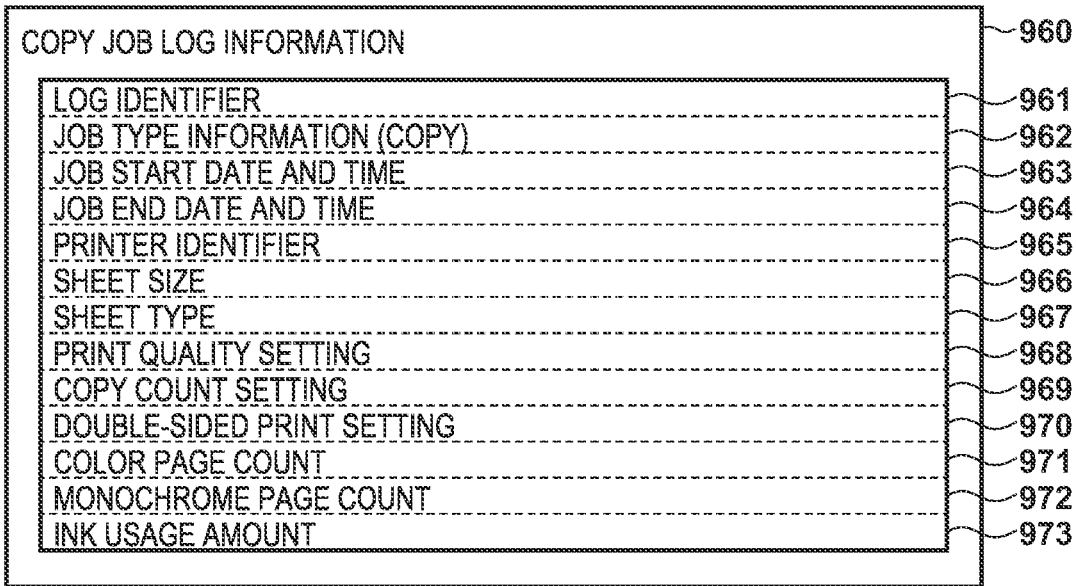 COPY JOB LOG INFORMATION 960
LOG IDENTIFIER 961
JOB TYPE INFORMATION (COPY) 962
JOB START DATE AND TIME 963
JOB END DATE AND TIME 964
PRINTER IDENTIFIER 965
SHEET SIZE 966
SHEET TYPE 967
PRINT QUALITY SETTING 968
COPY COUNT SETTING 969
DOUBLE-SIDED PRINT SETTING 970
COLOR PAGE COUNT 971
MONOCHROME PAGE COUNT 972
INK USAGE AMOUNT 973